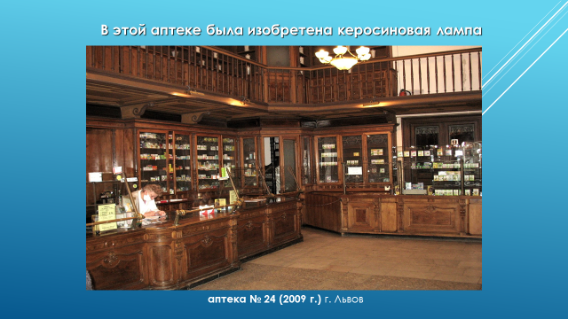 В этой аптеке была изобретена керосиновая лампа
аптека № 24 (2009 г.) г. Львов